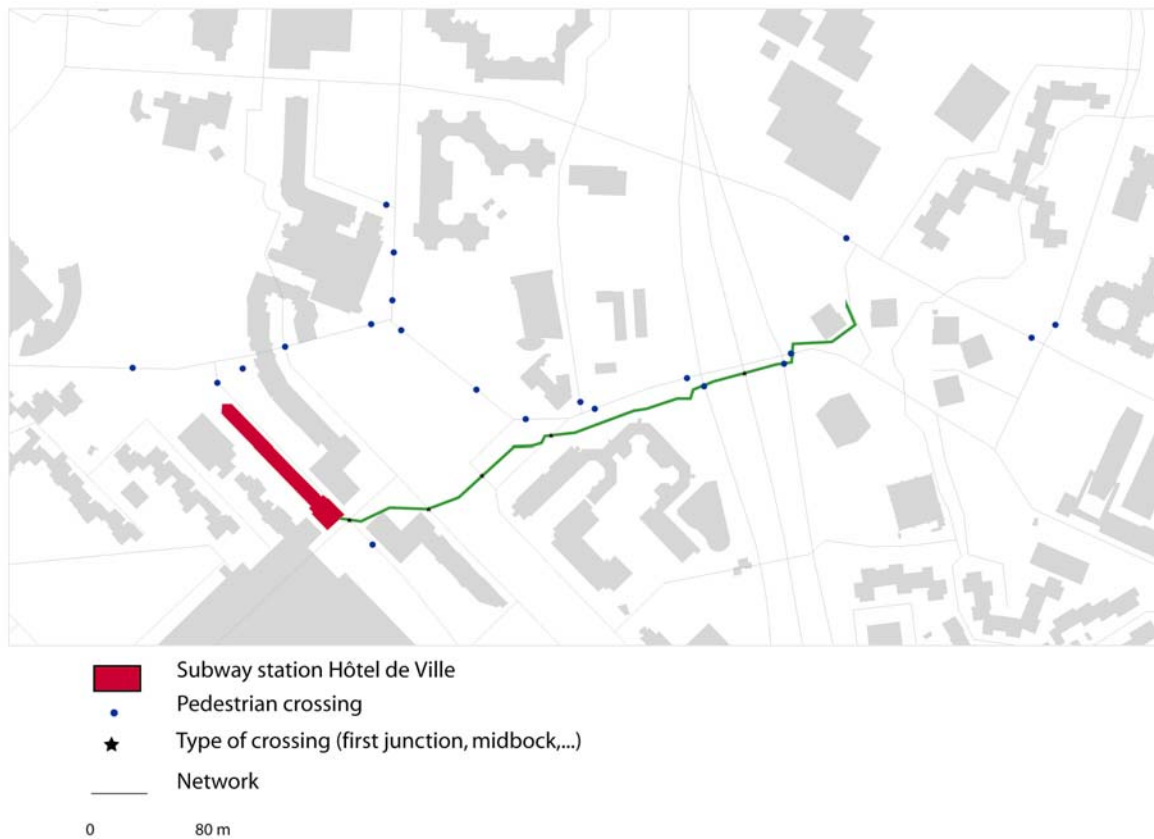 Subway station Hôtel de Ville
Pedestrian crossing
Type of crossing (first junction, midbock,...)
Network
0 80 m